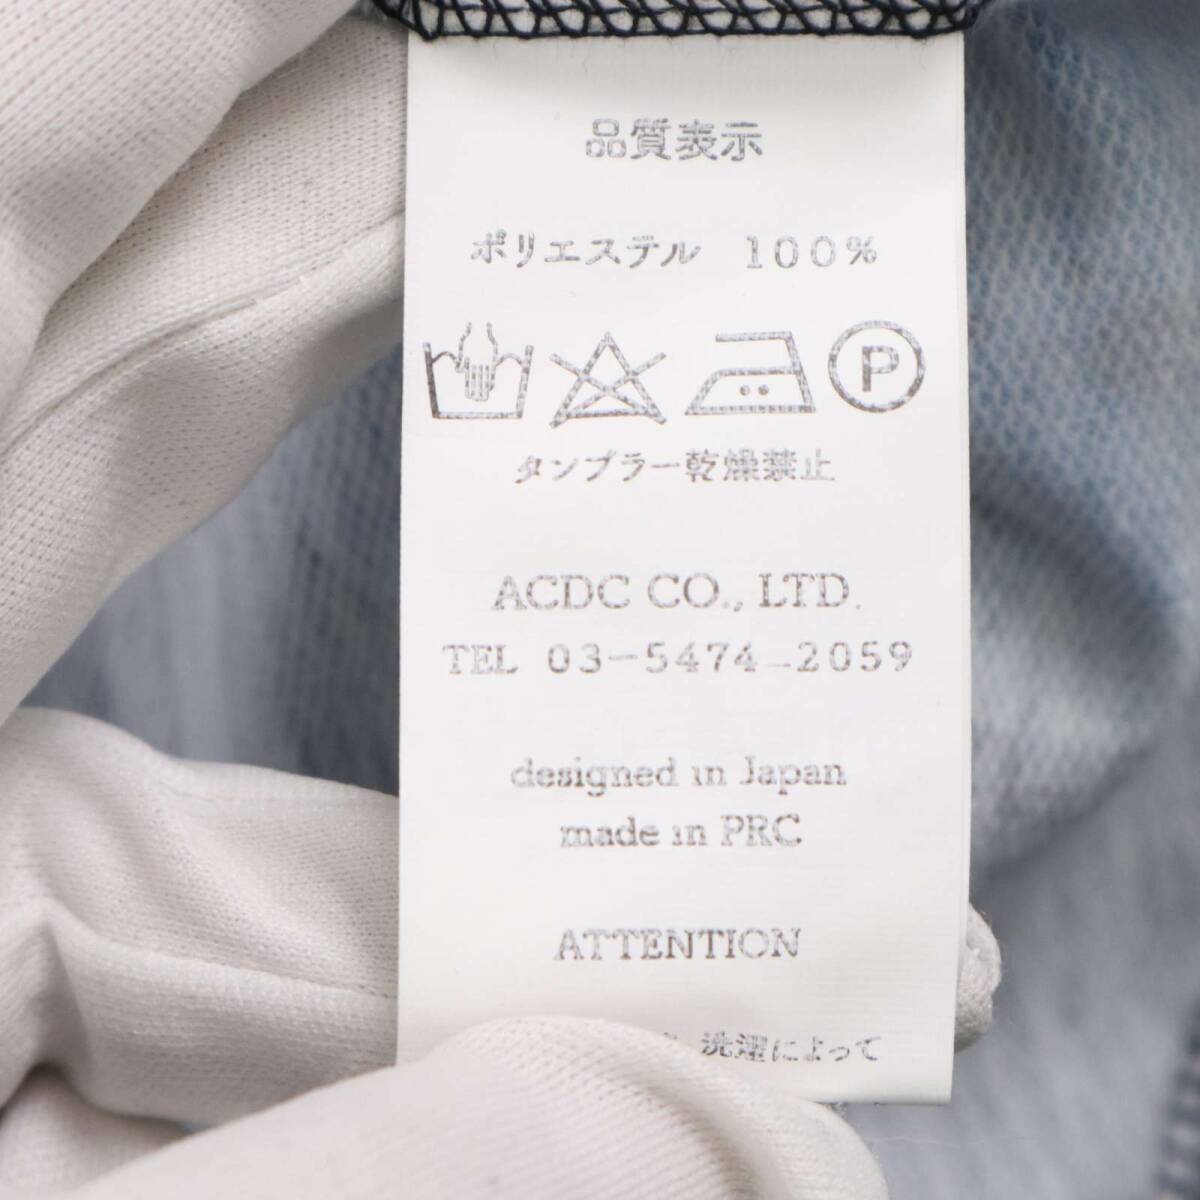 品質表示
ポリエステル 100%
P
タンブラー乾燥禁止
ACDC CO., LTD.
TEL 03-5474-2059
designed in Japan
made in PRC
ATTENTION
洗濯によって